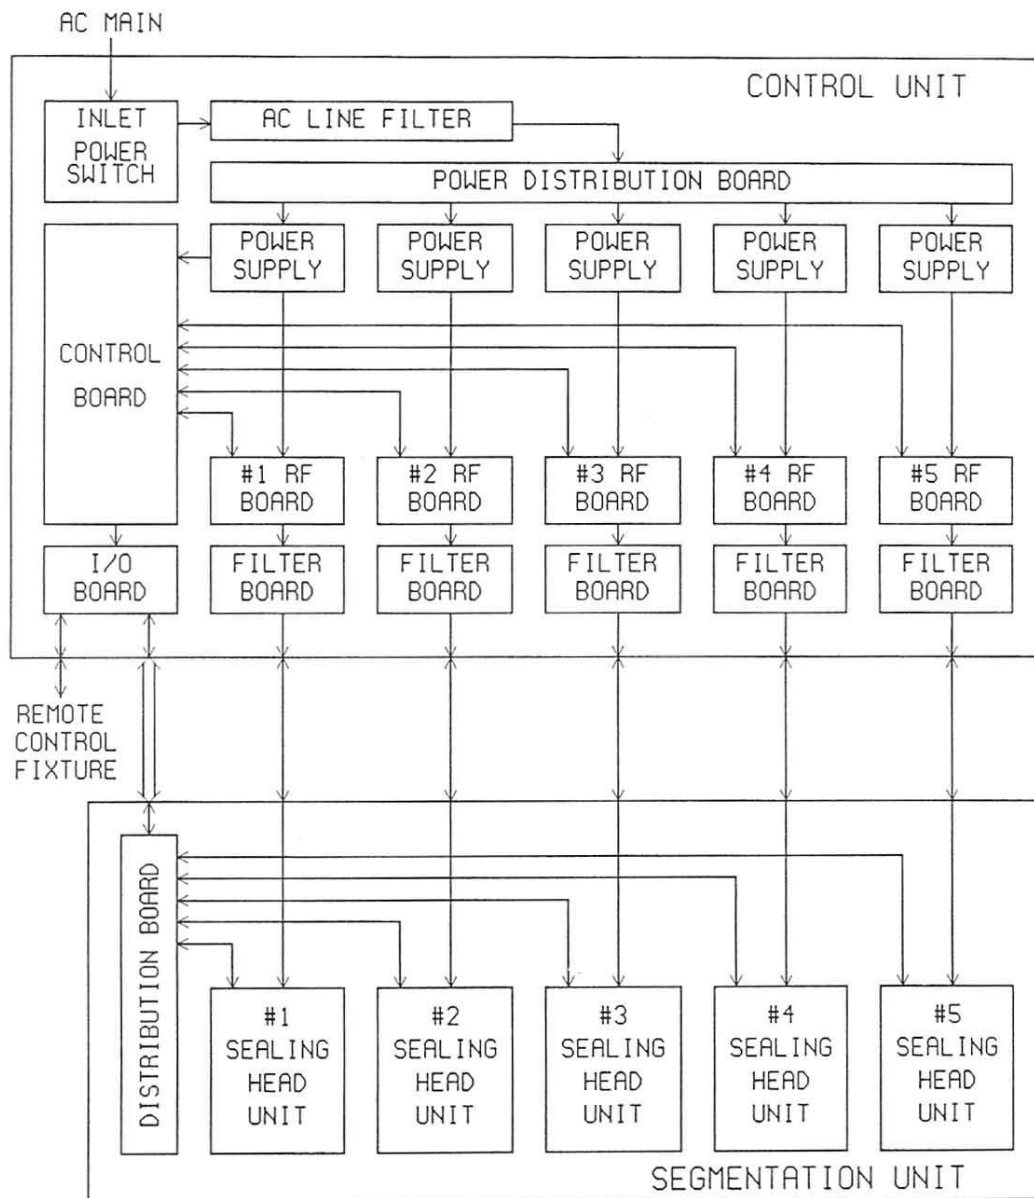 AC MAIN
CONTROL UNIT
INLET
POWER
SWITCH
AC LINE FILTER
POWER DISTRIBUTION BOARD
POWER
SUPPLY
POWER
SUPPLY
POWER
SUPPLY
POWER
SUPPLY
POWER
SUPPLY
CONTROL
BOARD
#1 RF
BOARD
#2 RF
BOARD
#3 RF
BOARD
#4 RF
BOARD
#5 RF
BOARD
I/O
BOARD
FILTER
BOARD
FILTER
BOARD
FILTER
BOARD
FILTER
BOARD
FILTER
BOARD
REMOTE
CONTROL
FIXTURE
DISTRIBUTION BOARD
#1
SEALING
HEAD
UNIT
#2
SEALING
HEAD
UNIT
#3
SEALING
HEAD
UNIT
#4
SEALING
HEAD
UNIT
#5
SEALING
HEAD
UNIT
SEGMENTATION UNIT